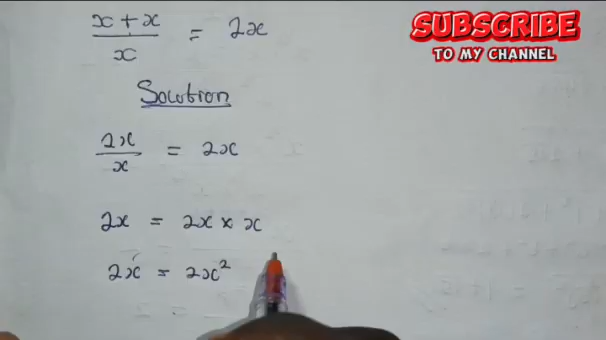 (x + x)/x = 2x
SUBSCRIBE
TO MY CHANNEL
Solution
2x/x = 2x
2x = 2x × x
2x = 2x²